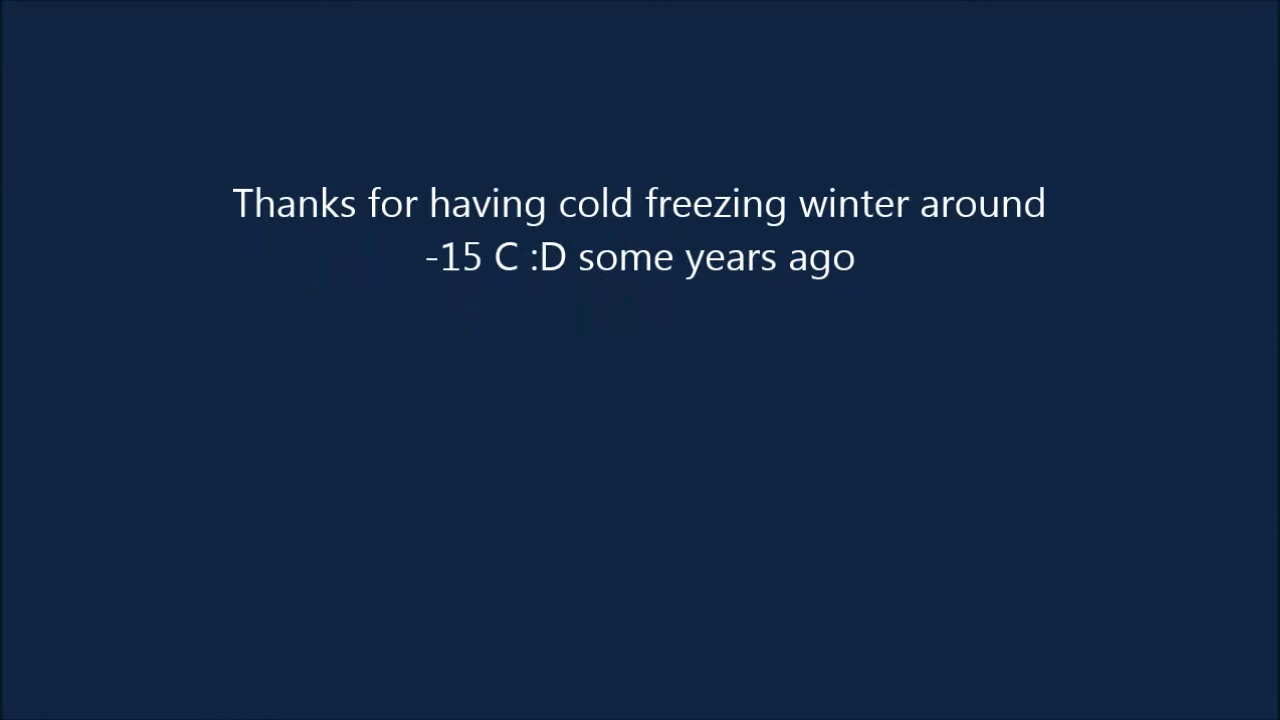 Thanks for having cold freezing winter around
-15 C :D some years ago